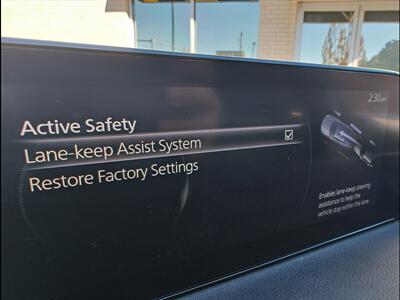 2:30 pm
Active Safety
Lane-keep Assist System
Restore Factory Settings
Enables lane-keep steering
assistance to help the
vehicle stay within the lane